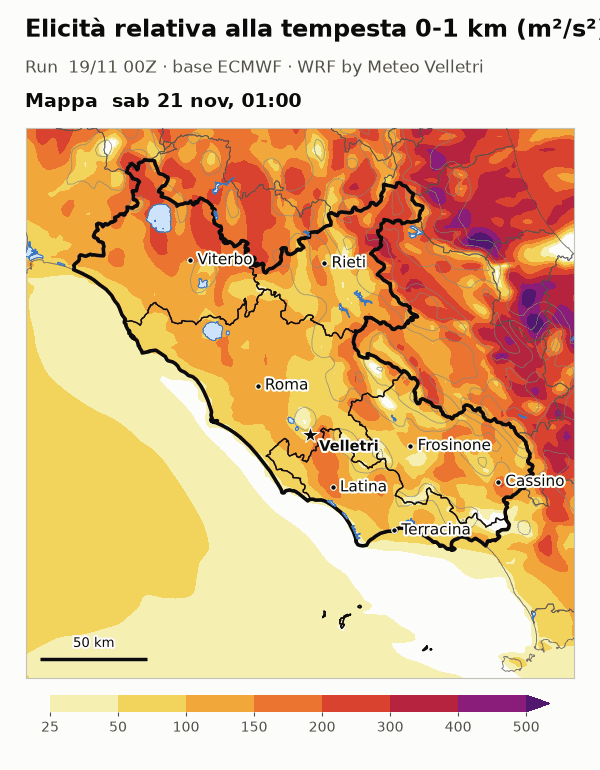 Elicità relativa alla tempesta 0-1 km (m²/s²)
Run  19/11 00Z · base ECMWF · WRF by Meteo Velletri
Mappa  sab 21 nov, 01:00
Viterbo
Rieti
Roma
Velletri
Frosinone
Cassino
Latina
Terracina
50 km
25 50 100 150 200 300 400 500